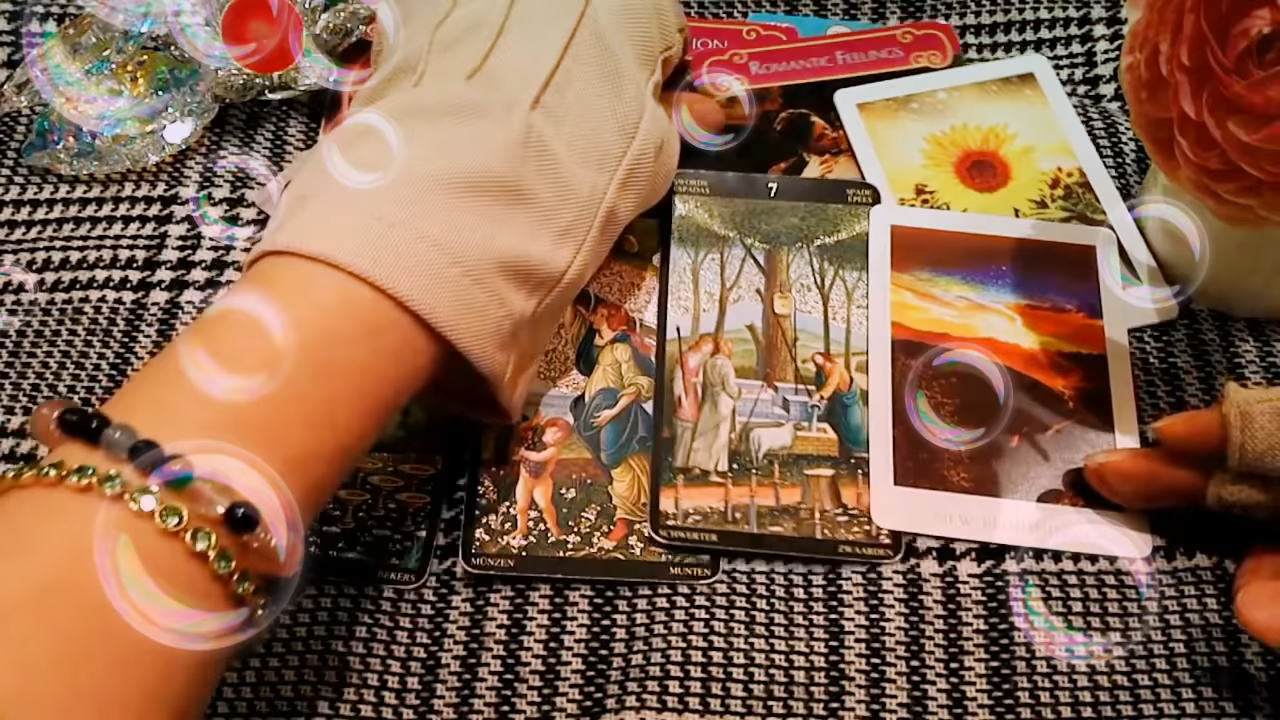 ION
ROMANTIC FEELINGS
SWORDS
ESPADAS
7
SPADE
ÉPÉES
SCHWERTER
ZWAARDEN
MÜNZEN
MUNTEN
BEKERS